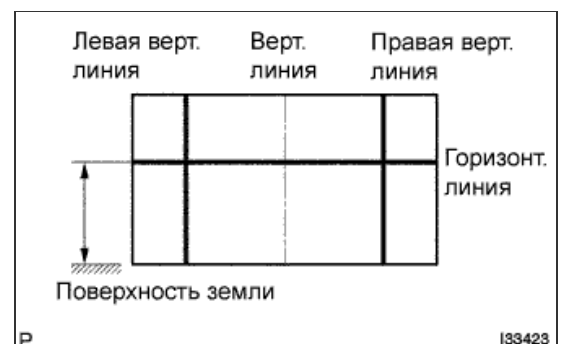 Левая верт.
линия
Верт.
линия
Правая верт.
линия
Горизонт.
линия
Поверхность земли
P
I33423